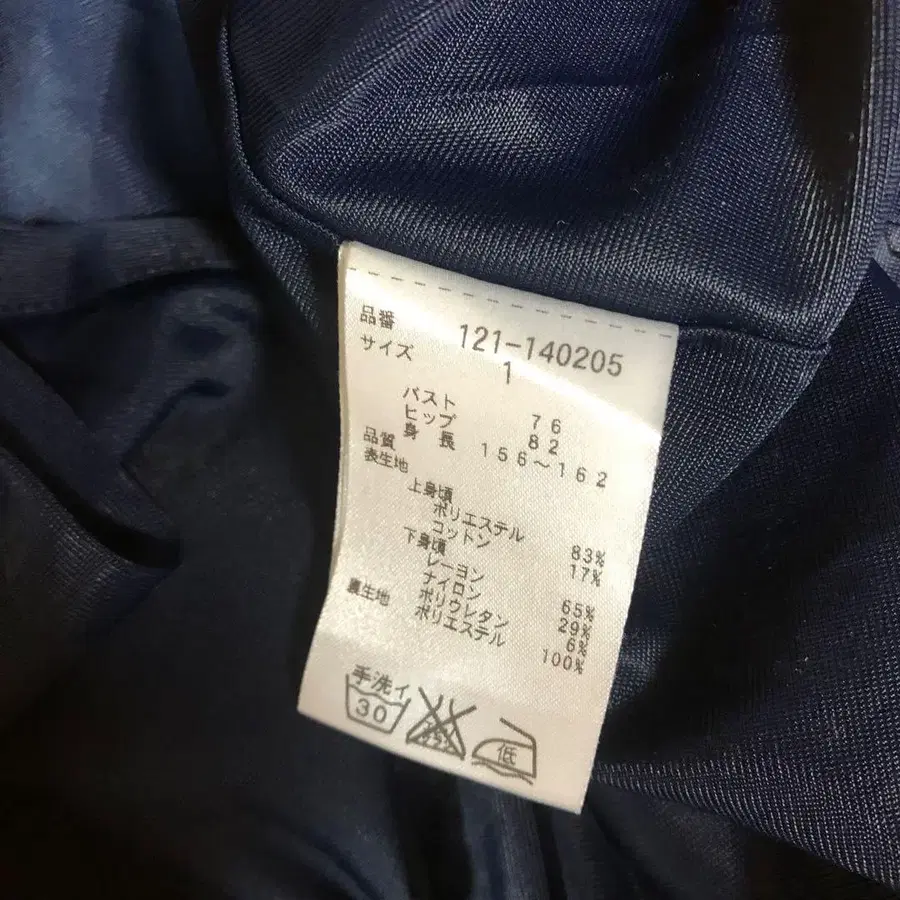 品番 121-140205
サイズ 1
バスト 76
ヒップ 82
身長 156～162
品質
表生地
上身頃
ポリエステル 83%
コットン 17%
下身頃
レーヨン 65%
ナイロン 29%
ポリウレタン 6%
裏生地 ポリエステル 100%
手洗イ
30
低